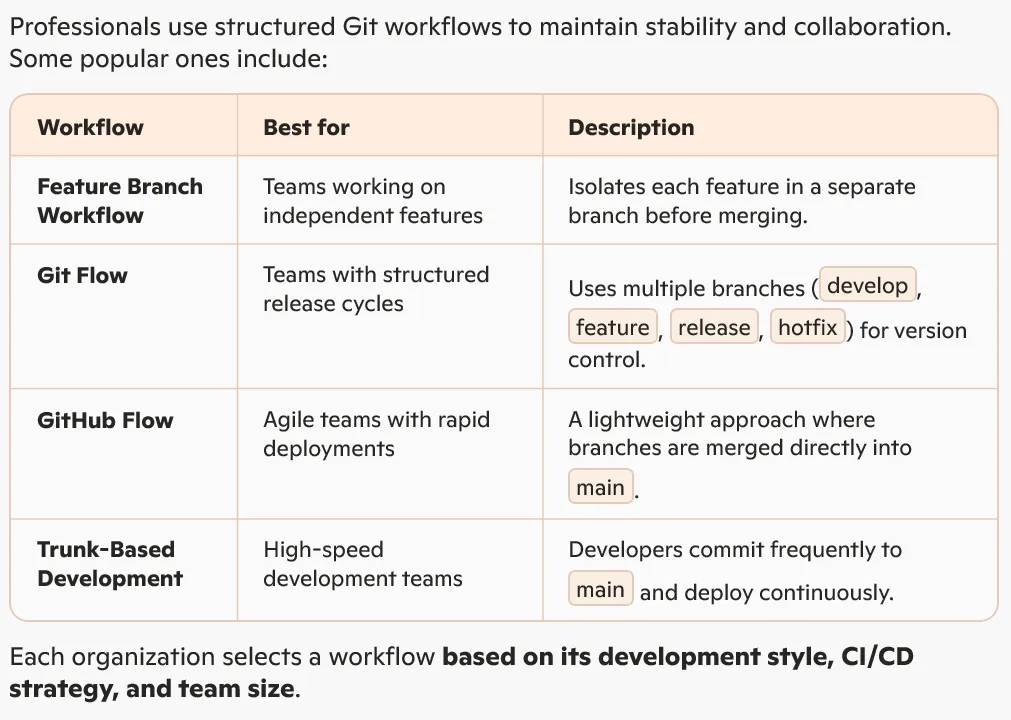 Professionals use structured Git workflows to maintain stability and collaboration.
Some popular ones include:
Workflow
Best for
Description
Feature Branch
Workflow
Teams working on
independent features
Isolates each feature in a separate
branch before merging.
Git Flow
Teams with structured
release cycles
Uses multiple branches (develop,
feature, release, hotfix) for version
control.
GitHub Flow
Agile teams with rapid
deployments
A lightweight approach where
branches are merged directly into
main.
Trunk-Based
Development
High-speed
development teams
Developers commit frequently to
main and deploy continuously.
Each organization selects a workflow based on its development style, CI/CD
strategy, and team size.